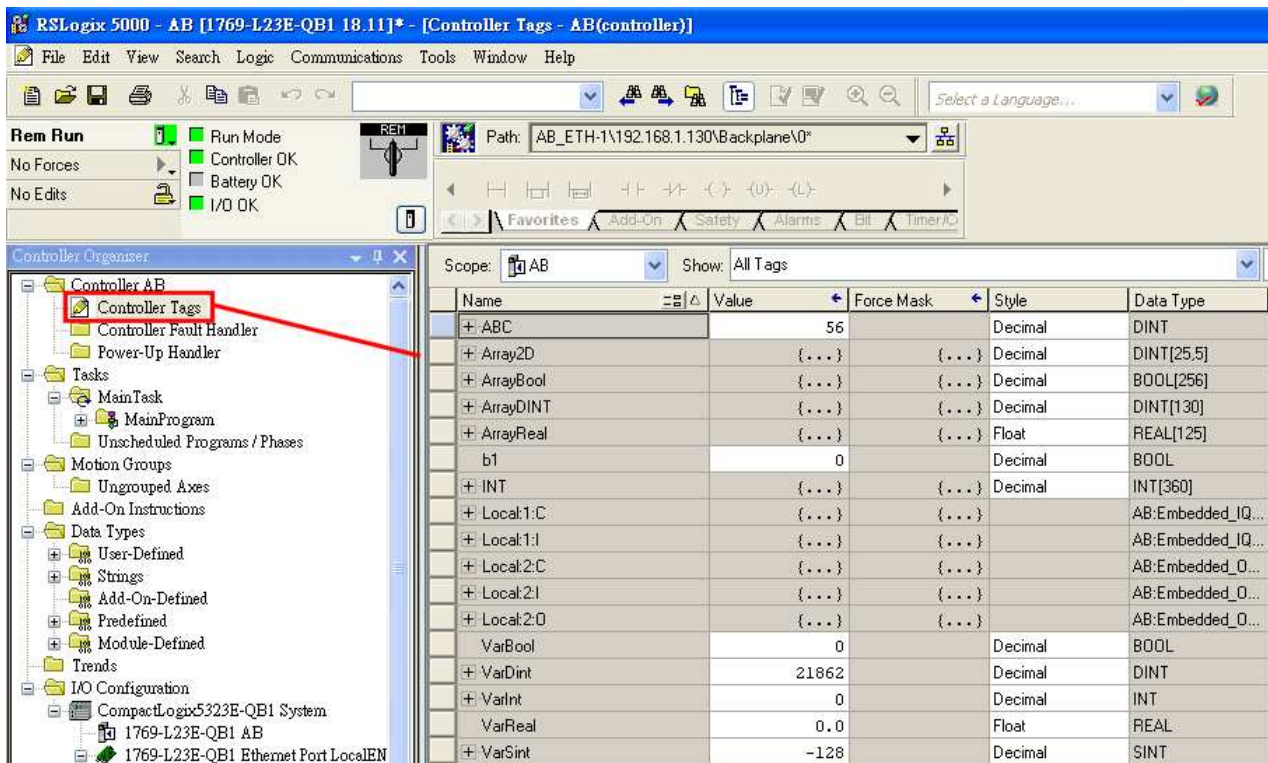 RSLogix 5000 - AB [1769-L23E-QB1 18.11]* - [Controller Tags - AB(controller)]
File Edit View Search Logic Communications Tools Window Help
Select a Language...
Rem Run
No Forces
No Edits
Run Mode
Controller OK
Battery OK
I/O OK
REM
Path: AB_ETH-1\192.168.1.130\Backplane\0*
Favorites Add-On Safety Alarms Bit
Controller Organizer
Controller AB
Controller Tags
Controller Fault Handler
Power-Up Handler
Tasks
MainTask
MainProgram
Unscheduled Programs / Phases
Motion Groups
Ungrouped Axes
Add-On Instructions
Data Types
User-Defined
Strings
Add-On-Defined
Predefined
Module-Defined
Trends
I/O Configuration
CompactLogix5323E-QB1 System
1769-L23E-QB1 AB
1769-L23E-QB1 Ethernet Port LocalEN
Scope: AB Show: All Tags
Name Value Force Mask Style Data Type
ABC 56 Decimal DINT
Array2D {...} {...} Decimal DINT[25,5]
ArrayBool {...} {...} Decimal BOOL[256]
ArrayDINT {...} {...} Decimal DINT[130]
ArrayReal {...} {...} Float REAL[125]
b1 0 Decimal BOOL
INT {...} {...} Decimal INT[360]
Local:1:C {...} {...} AB:Embedded_IQ...
Local:1:I {...} {...} AB:Embedded_IQ...
Local:2:C {...} {...} AB:Embedded_O...
Local:2:I {...} {...} AB:Embedded_O...
Local:2:O {...} {...} AB:Embedded_O...
VarBool 0 Decimal BOOL
VarDint 21862 Decimal DINT
VarInt 0 Decimal INT
VarReal 0.0 Float REAL
VarSint -128 Decimal SINT